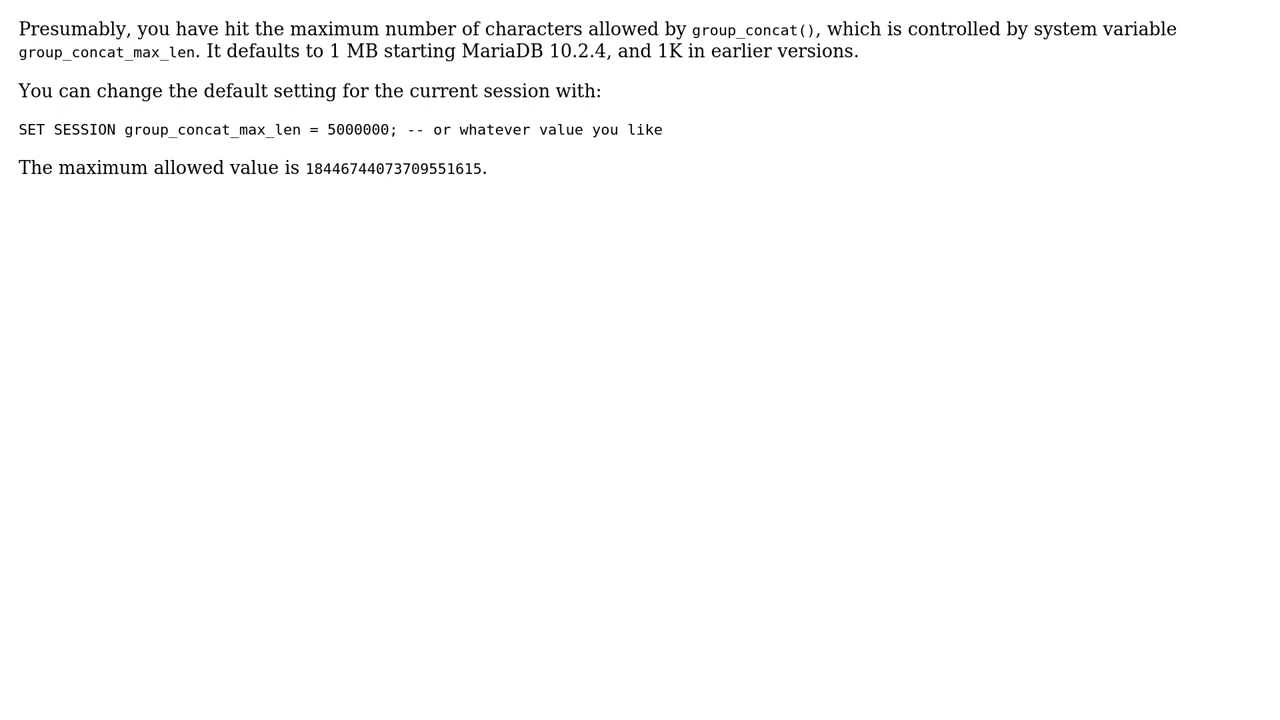 Presumably, you have hit the maximum number of characters allowed by group_concat(), which is controlled by system variable
group_concat_max_len. It defaults to 1 MB starting MariaDB 10.2.4, and 1K in earlier versions.
You can change the default setting for the current session with:
SET SESSION group_concat_max_len = 5000000; -- or whatever value you like
The maximum allowed value is 18446744073709551615.